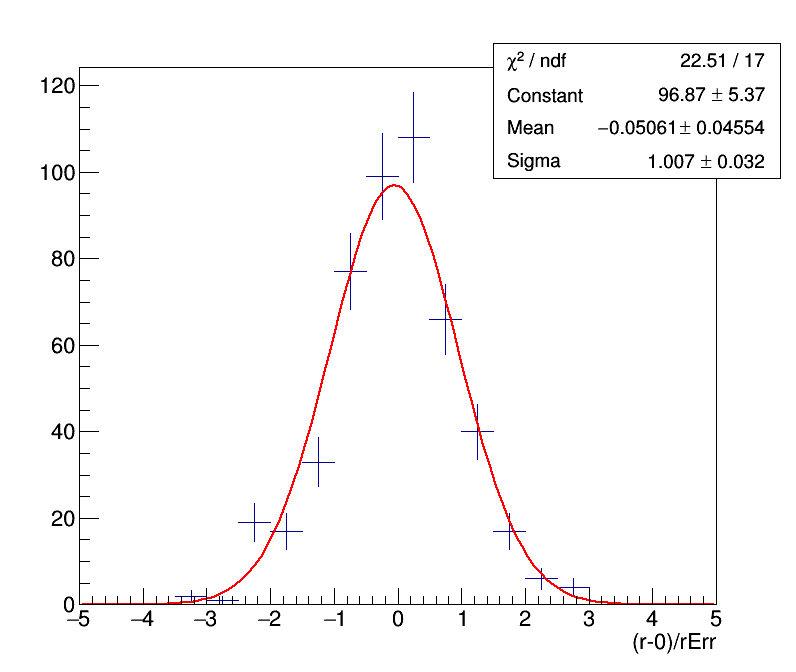 χ² / ndf 22.51 / 17
Constant 96.87 ± 5.37
Mean −0.05061 ± 0.04554
Sigma 1.007 ± 0.032
120
100
80
60
40
20
0
−5 −4 −3 −2 −1 0 1 2 3 4 5
(r-0)/rErr